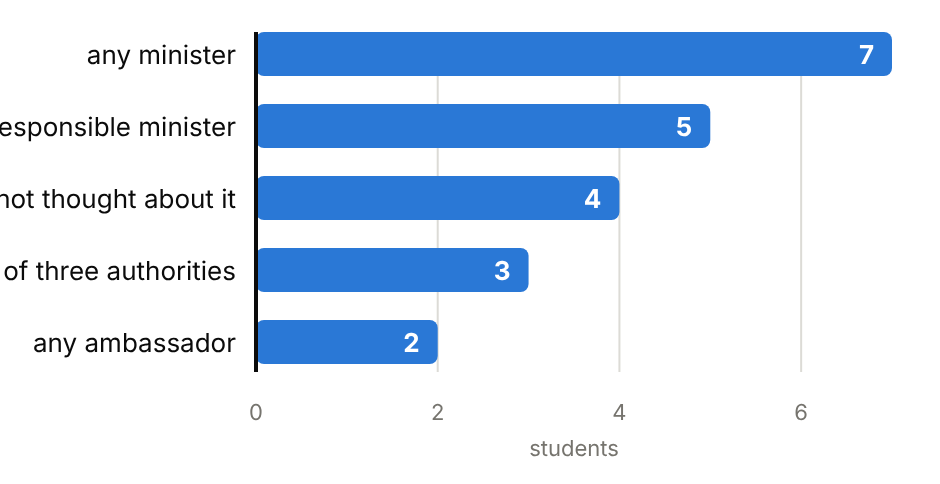 any minister
7
esponsible minister
5
not thought about it
4
of three authorities
3
any ambassador
2
0 2 4 6
students